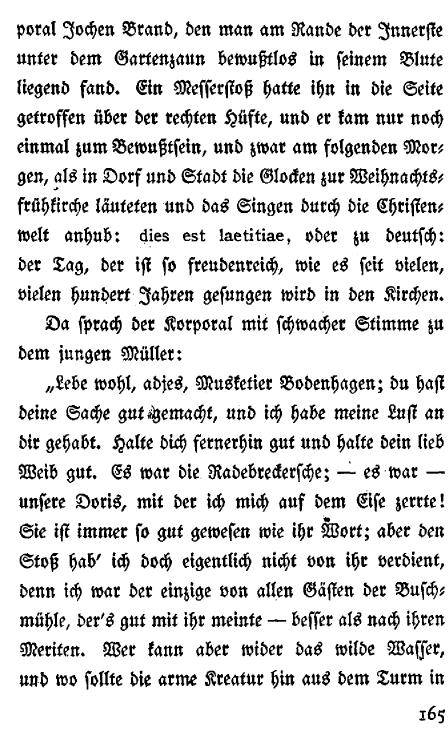 poral Jochen Brand, den man am Rande der Innerste
unter dem Gartenzaun bewußtlos in seinem Blute
liegend fand. Ein Messerstoß hatte ihn in die Seite
getroffen über der rechten Hüfte, und er kam nur noch
einmal zum Bewußtsein, und zwar am folgenden Mor-
gen, als in Dorf und Stadt die Glocken zur Weihnachts-
frühkirche läuteten und das Singen durch die Christen-
welt anhub: dies est laetitiae, oder zu deutsch:
der Tag, der ist so freudenreich, wie es seit vielen,
vielen hundert Jahren gesungen wird in den Kirchen.
Da sprach der Korporal mit schwacher Stimme zu
dem jungen Müller:
„Lebe wohl, adjes, Musketier Bodenhagen; du hast
deine Sache gut gemacht, und ich habe meine Lust an
dir gehabt. Halte dich fernerhin gut und halte dein lieb
Weib gut. Es war die Radebreckersche; — es war —
unsere Doris, mit der ich mich auf dem Eise zerrte!
Sie ist immer so gut gewesen wie ihr Wort; aber den
Stoß hab' ich doch eigentlich nicht von ihr verdient,
denn ich war der einzige von allen Gästen der Busch-
mühle, der's gut mit ihr meinte — besser als nach ihren
Meriten. Wer kann aber wider das wilde Wasser,
und wo sollte die arme Kreatur hin aus dem Turm in
165